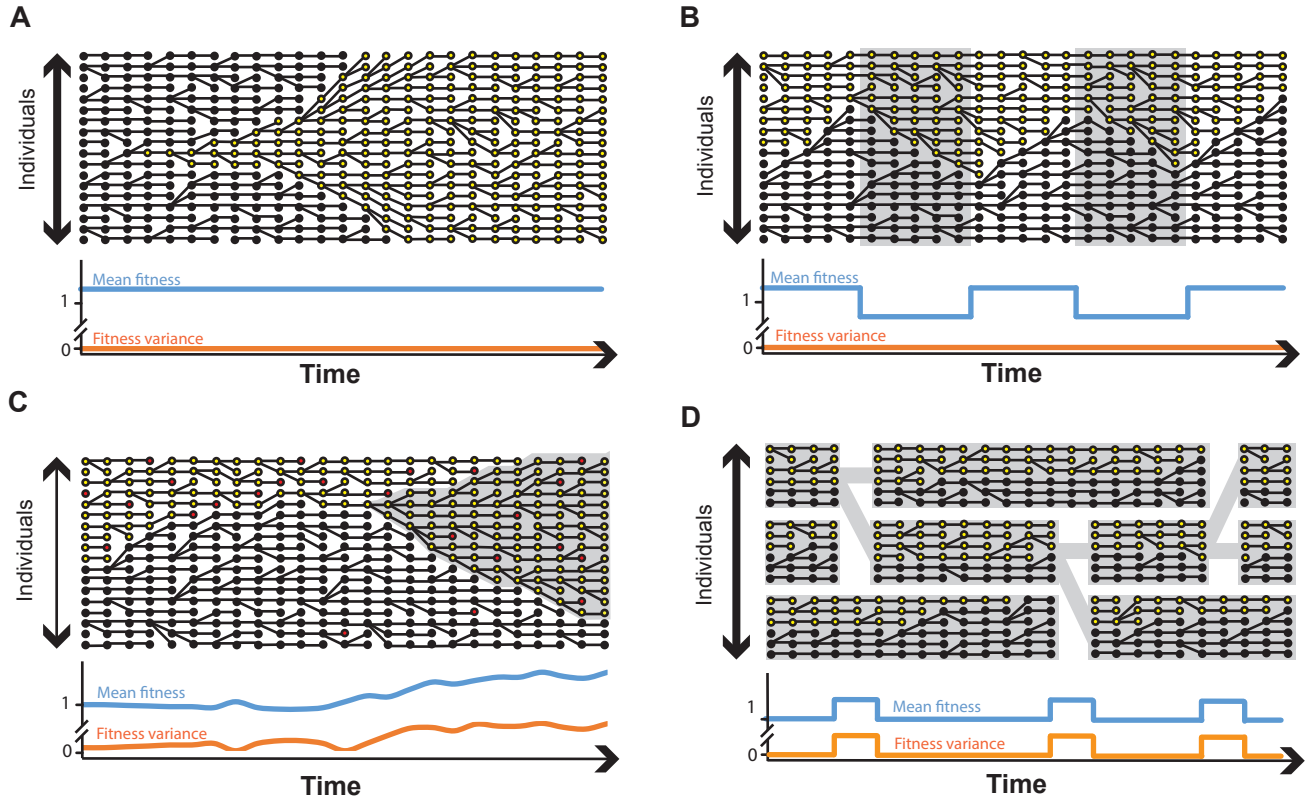 A
Individuals
Mean fitness
1
Fitness variance
0
Time
B
Individuals
Mean fitness
1
Fitness variance
0
Time
C
Individuals
Mean fitness
1
Fitness variance
0
Time
D
Individuals
1
Mean fitness
Fitness variance
0
Time